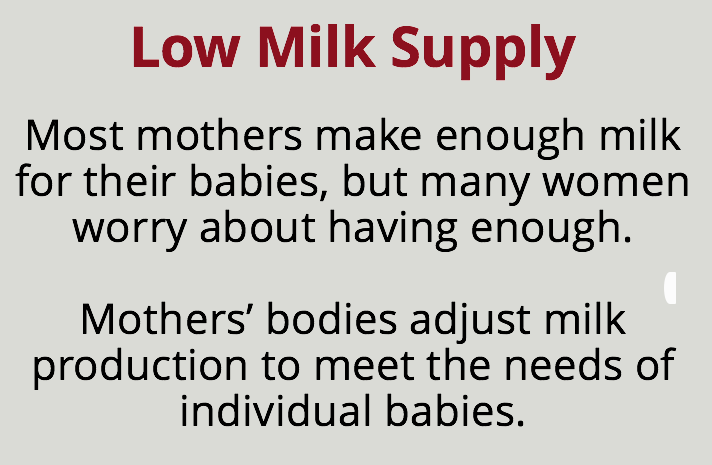 Low Milk Supply
Most mothers make enough milk
for their babies, but many women
worry about having enough.
Mothers’ bodies adjust milk
production to meet the needs of
individual babies.